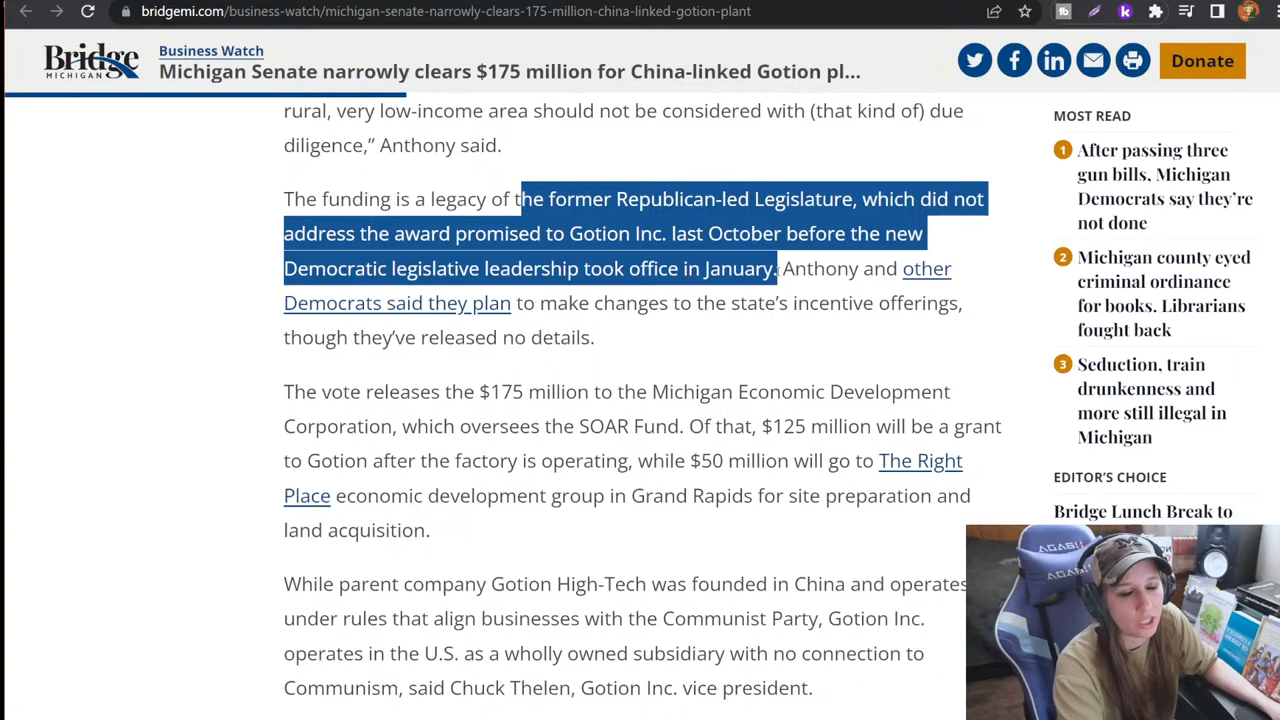 bridgemi.com/business-watch/michigan-senate-narrowly-clears-175-million-china-linked-gotion-plant
Bridge
MICHIGAN
Business Watch
Michigan Senate narrowly clears $175 million for China-linked Gotion pl...
Donate
rural, very low-income area should not be considered with (that kind of) due
diligence,” Anthony said.
The funding is a legacy of the former Republican-led Legislature, which did not
address the award promised to Gotion Inc. last October before the new
Democratic legislative leadership took office in January. Anthony and other
Democrats said they plan to make changes to the state’s incentive offerings,
though they’ve released no details.
The vote releases the $175 million to the Michigan Economic Development
Corporation, which oversees the SOAR Fund. Of that, $125 million will be a grant
to Gotion after the factory is operating, while $50 million will go to The Right
Place economic development group in Grand Rapids for site preparation and
land acquisition.
While parent company Gotion High-Tech was founded in China and operates
under rules that align businesses with the Communist Party, Gotion Inc.
operates in the U.S. as a wholly owned subsidiary with no connection to
Communism, said Chuck Thelen, Gotion Inc. vice president.
MOST READ
1 After passing three
gun bills, Michigan
Democrats say they’re
not done
2 Michigan county eyed
criminal ordinance
for books. Librarians
fought back
3 Seduction, train
drunkenness and
more still illegal in
Michigan
EDITOR’S CHOICE
Bridge Lunch Break to